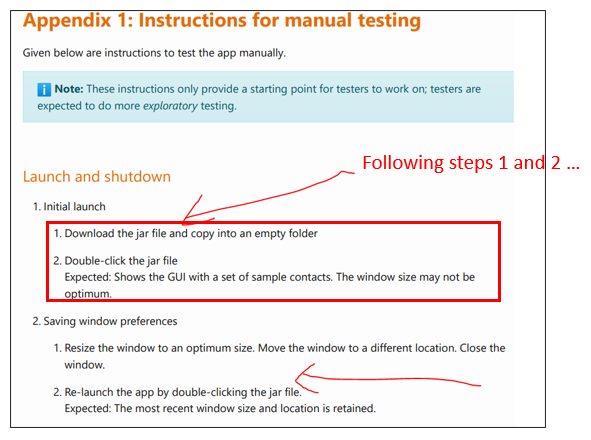 Appendix 1: Instructions for manual testing
Given below are instructions to test the app manually.
i Note: These instructions only provide a starting point for testers to work on; testers are
expected to do more exploratory testing.
Following steps 1 and 2 ...
Launch and shutdown
1. Initial launch
1. Download the jar file and copy into an empty folder
2. Double-click the jar file
Expected: Shows the GUI with a set of sample contacts. The window size may not be
optimum.
2. Saving window preferences
1. Resize the window to an optimum size. Move the window to a different location. Close the
window.
2. Re-launch the app by double-clicking the jar file.
Expected: The most recent window size and location is retained.